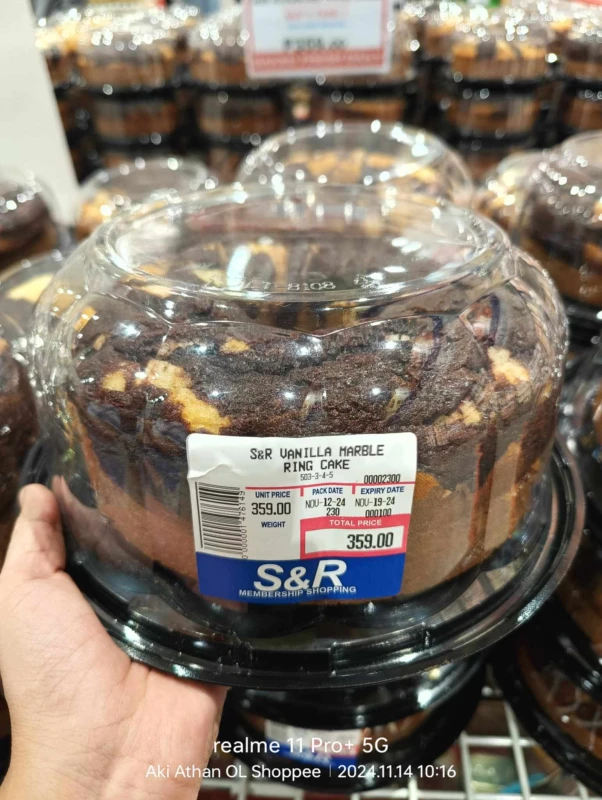 S&R VANILLA MARBLE
RING CAKE
503-3-4-5
00002300
UNIT PRICE
PACK DATE
EXPIRY DATE
359.00
NOV-12-24
NOV-19-24
230
000100
WEIGHT
TOTAL PRICE
359.00
S&R
MEMBERSHIP SHOPPING
realme 11 Pro+ 5G
Aki Athan OL Shoppee | 2024.11.14 10:16